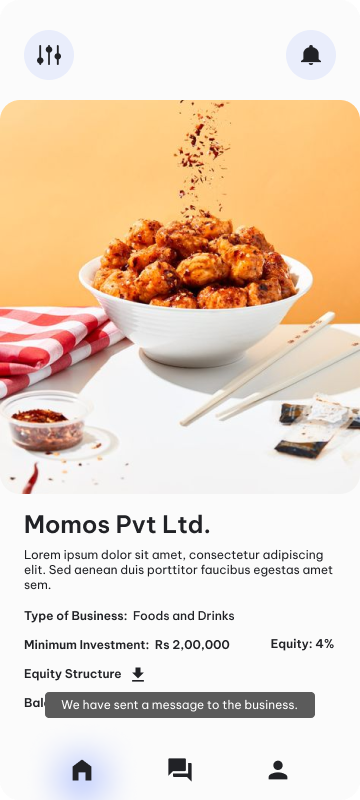 Momos Pvt Ltd.
Lorem ipsum dolor sit amet, consectetur adipiscing
elit. Sed aenean duis porttitor faucibus egestas amet
sem.
Type of Business: Foods and Drinks
Minimum Investment: Rs 2,00,000 Equity: 4%
Equity Structure
We have sent a message to the business.